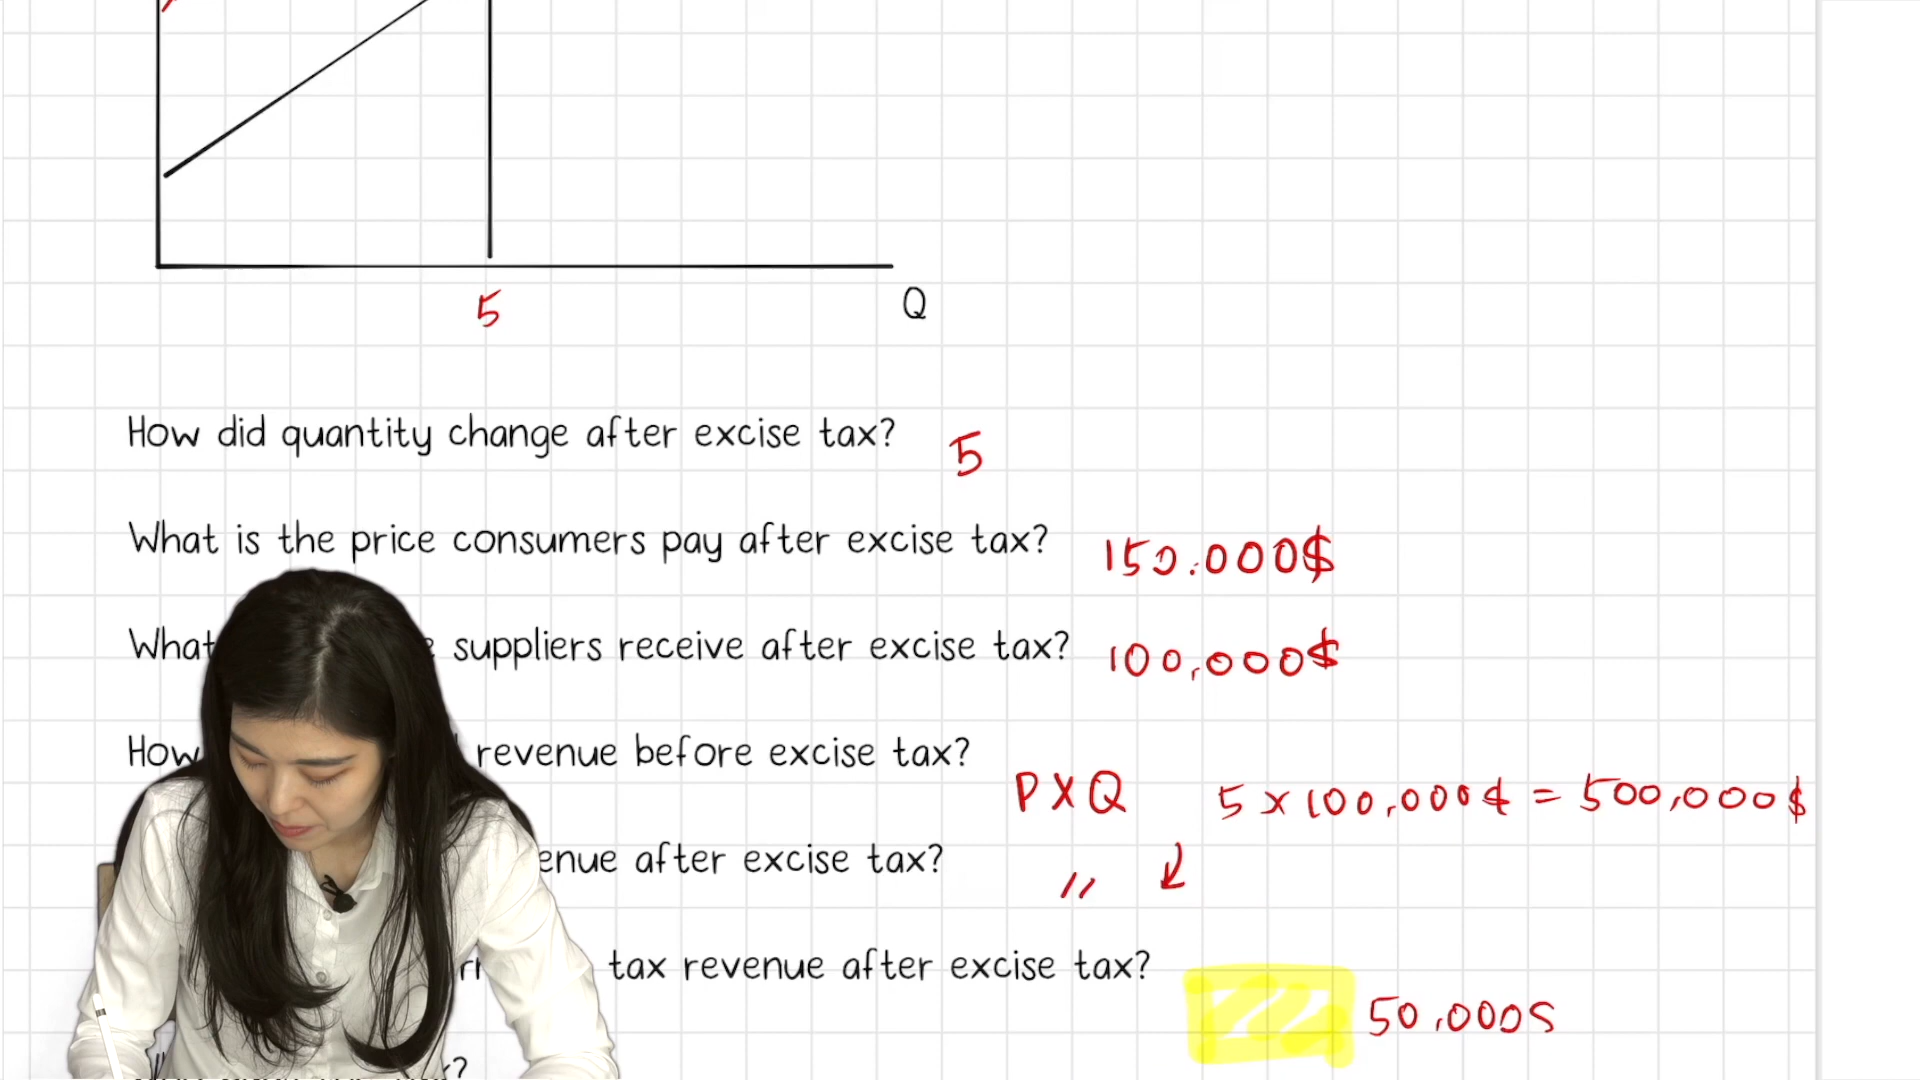 5
Q
How did quantity change after excise tax? 5
What is the price consumers pay after excise tax? 150.000$
What suppliers receive after excise tax? 100,000$
How revenue before excise tax?
PXQ 5 x 100,000$ = 500,000$
after excise tax? "
tax revenue after excise tax?
50,000$